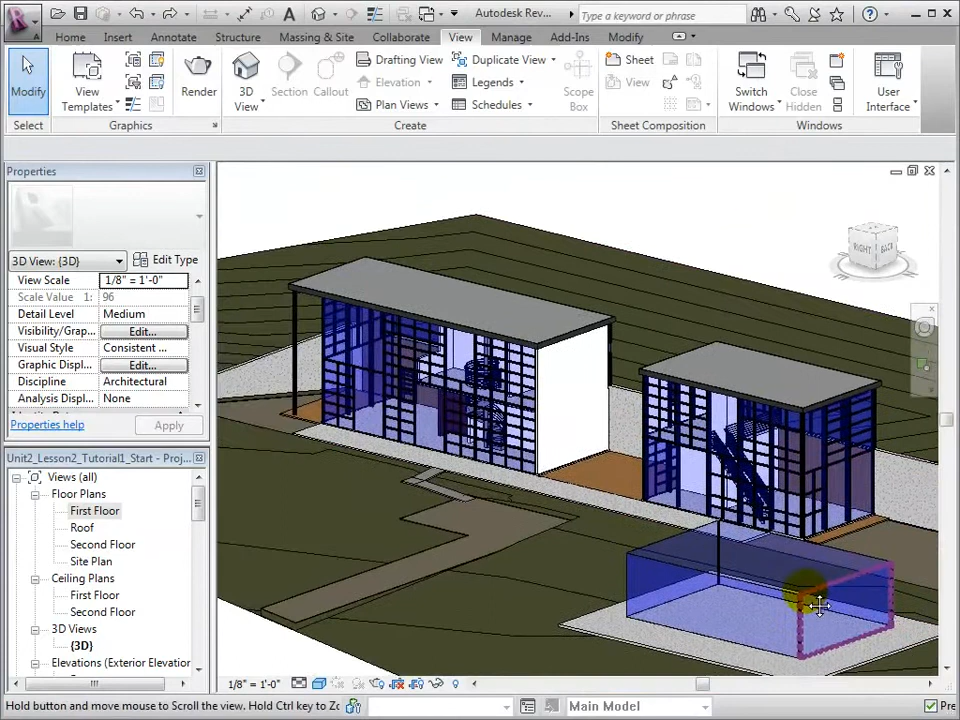 Autodesk Rev...
Type a keyword or phrase
Home Insert Annotate Structure Massing & Site Collaborate View Manage Add-Ins Modify
Modify
View Templates
Render
3D View
Section
Callout
Drafting View
Elevation
Plan Views
Duplicate View
Legends
Schedules
Scope Box
Sheet
View
Switch Windows
Close Hidden
User Interface
Select Graphics Create Sheet Composition Windows
Properties
3D View: {3D} Edit Type
View Scale 1/8" = 1'-0"
Scale Value 1: 96
Detail Level Medium
Visibility/Grap... Edit...
Visual Style Consistent ...
Graphic Displ... Edit...
Discipline Architectural
Analysis Displ... None
Properties help Apply
Unit2_Lesson2_Tutorial1_Start - Proj...
Views (all)
Floor Plans
First Floor
Roof
Second Floor
Site Plan
Ceiling Plans
First Floor
Second Floor
3D Views
{3D}
Elevations (Exterior Elevation
RIGHT BACK
1/8" = 1'-0"
Hold button and move mouse to Scroll the view. Hold Ctrl key to Zo
Main Model
Pre